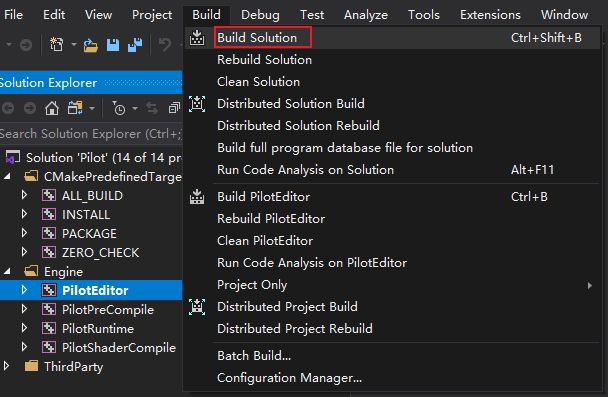 Edit View Project Build Debug Test Analyze Tools Extensions Window
Build Solution Ctrl+Shift+B
Rebuild Solution
Clean Solution
Distributed Solution Build
Distributed Solution Rebuild
Build full program database file for solution
Run Code Analysis on Solution Alt+F11
Build PilotEditor Ctrl+B
Rebuild PilotEditor
Clean PilotEditor
Run Code Analysis on PilotEditor
Project Only
Distributed Project Build
Distributed Project Rebuild
Batch Build...
Configuration Manager...
Solution Explorer
Search Solution Explorer (Ctrl+;
Solution 'Pilot' (14 of 14 pr
CMakePredefinedTarge
ALL_BUILD
INSTALL
PACKAGE
ZERO_CHECK
Engine
PilotEditor
PilotPreCompile
PilotRuntime
PilotShaderCompile
ThirdParty